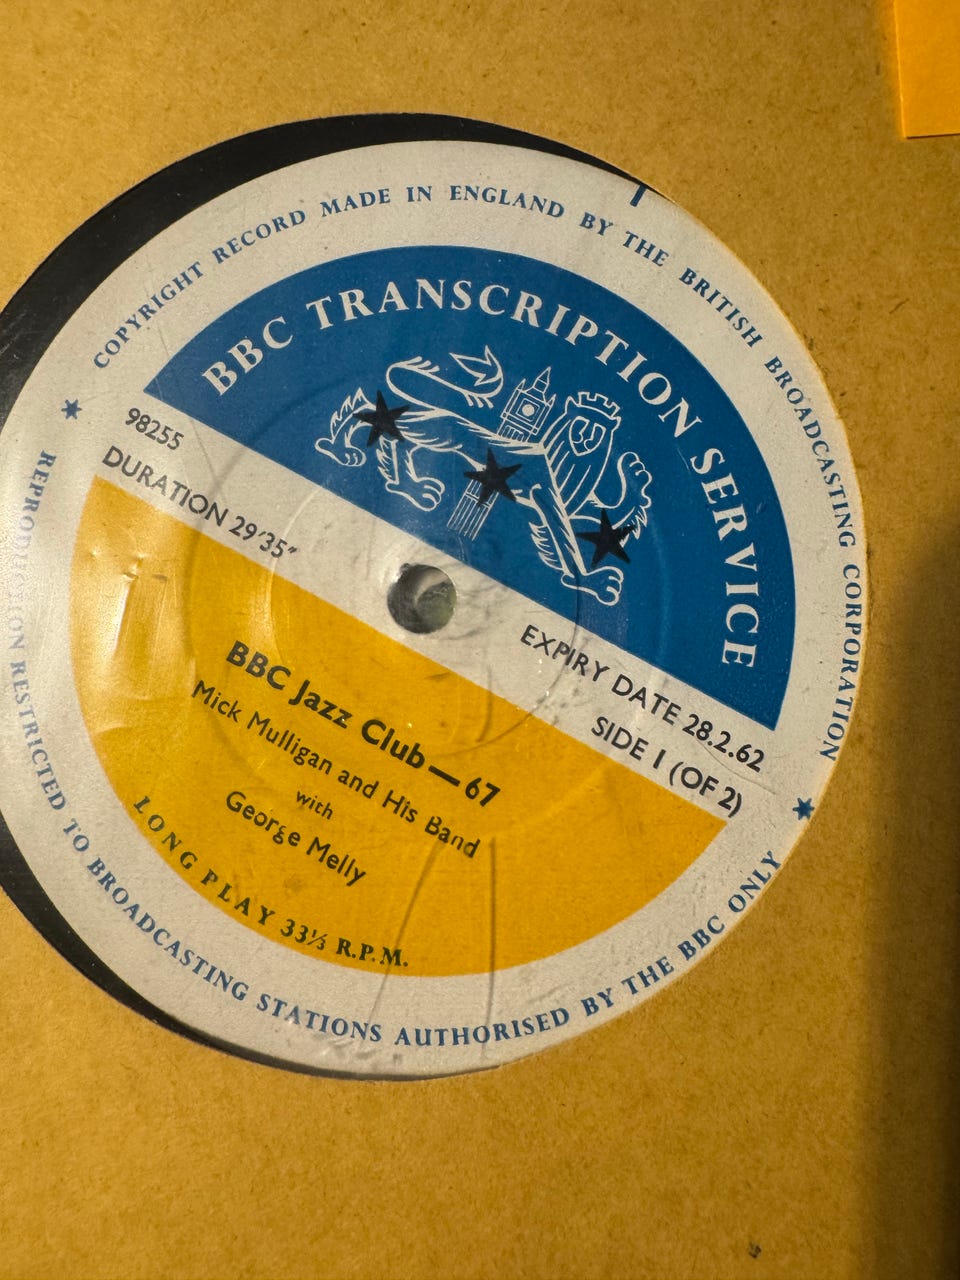 COPYRIGHT RECORD MADE IN ENGLAND BY THE BRITISH BROADCASTING CORPORATION
BBC TRANSCRIPTION SERVICE
98255
DURATION 29'35"
EXPIRY DATE 28.2.62
SIDE 1 (OF 2)
BBC Jazz Club — 67
Mick Mulligan and His Band
with
George Melly
LONG PLAY 33⅓ R.P.M.
REPRODUCTION RESTRICTED TO BROADCASTING STATIONS AUTHORISED BY THE BBC ONLY